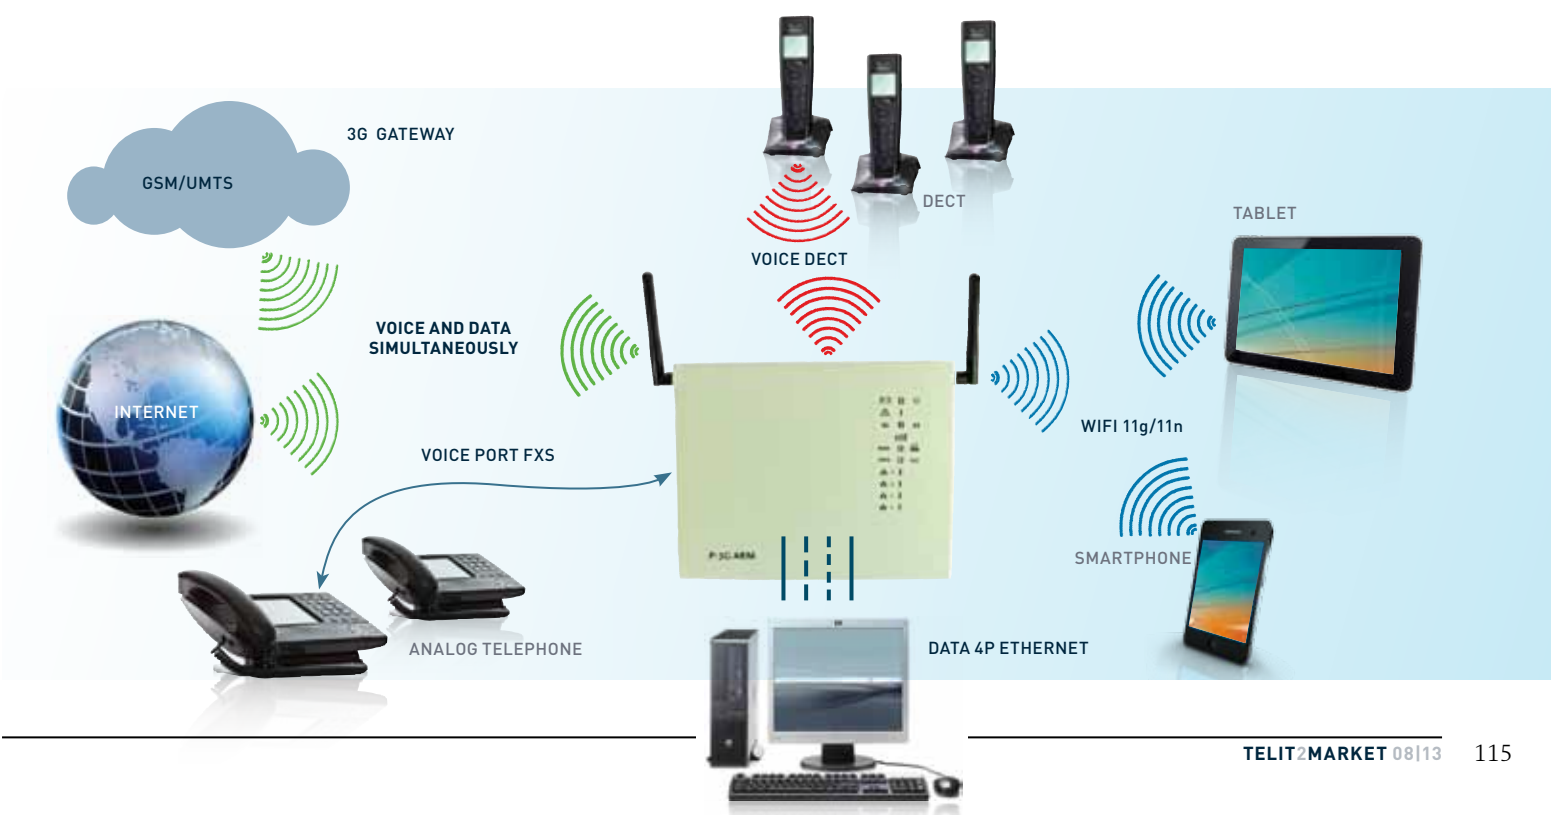 3G GATEWAY
GSM/UMTS
DECT
TABLET
VOICE DECT
VOICE AND DATA
SIMULTANEOUSLY
INTERNET
WIFI 11g/11n
VOICE PORT FXS
SMARTPHONE
ANALOG TELEPHONE
DATA 4P ETHERNET
TELIT2MARKET 08|13 115